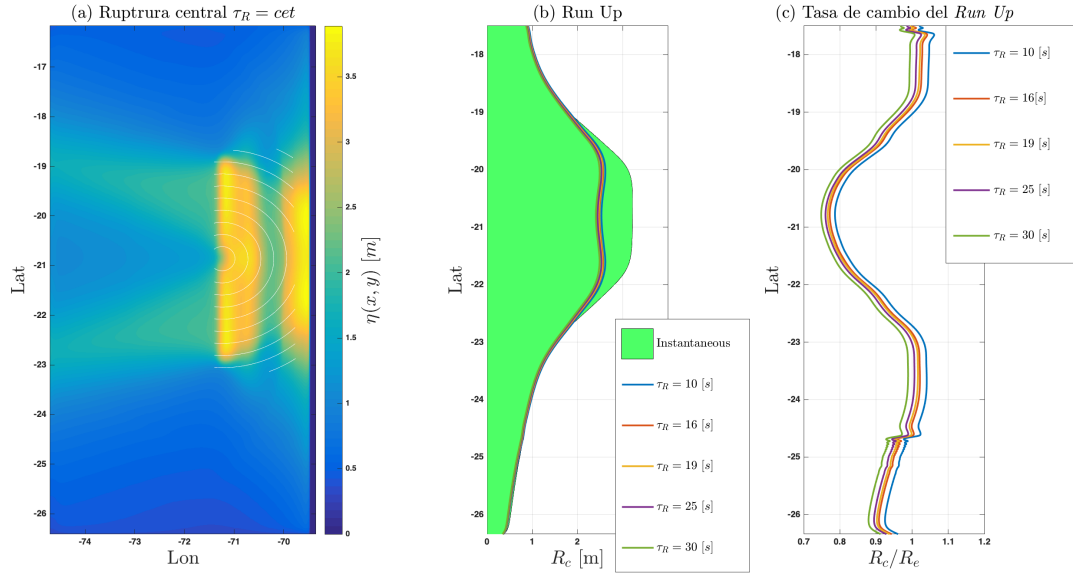 (a) Ruptrura central τ_R = cet
-17
-18
-19
-20
-21
-22
-23
-24
-25
-26
Lat
-74
-73
-72
-71
-70
Lon
3.5
3
2.5
2
1.5
1
0.5
0
η(x, y) [m]
(b) Run Up
-18
-19
-20
-21
-22
-23
-24
-25
-26
Lat
0
1
2
3
R_c [m]
Instantaneous
τ_R = 10 [s]
τ_R = 16 [s]
τ_R = 19 [s]
τ_R = 25 [s]
τ_R = 30 [s]
(c) Tasa de cambio del Run Up
-18
-19
-20
-21
-22
-23
-24
-25
-26
Lat
0.7
0.8
0.9
1
1.1
1.2
R_c/R_e
τ_R = 10 [s]
τ_R = 16[s]
τ_R = 19 [s]
τ_R = 25 [s]
τ_R = 30 [s]